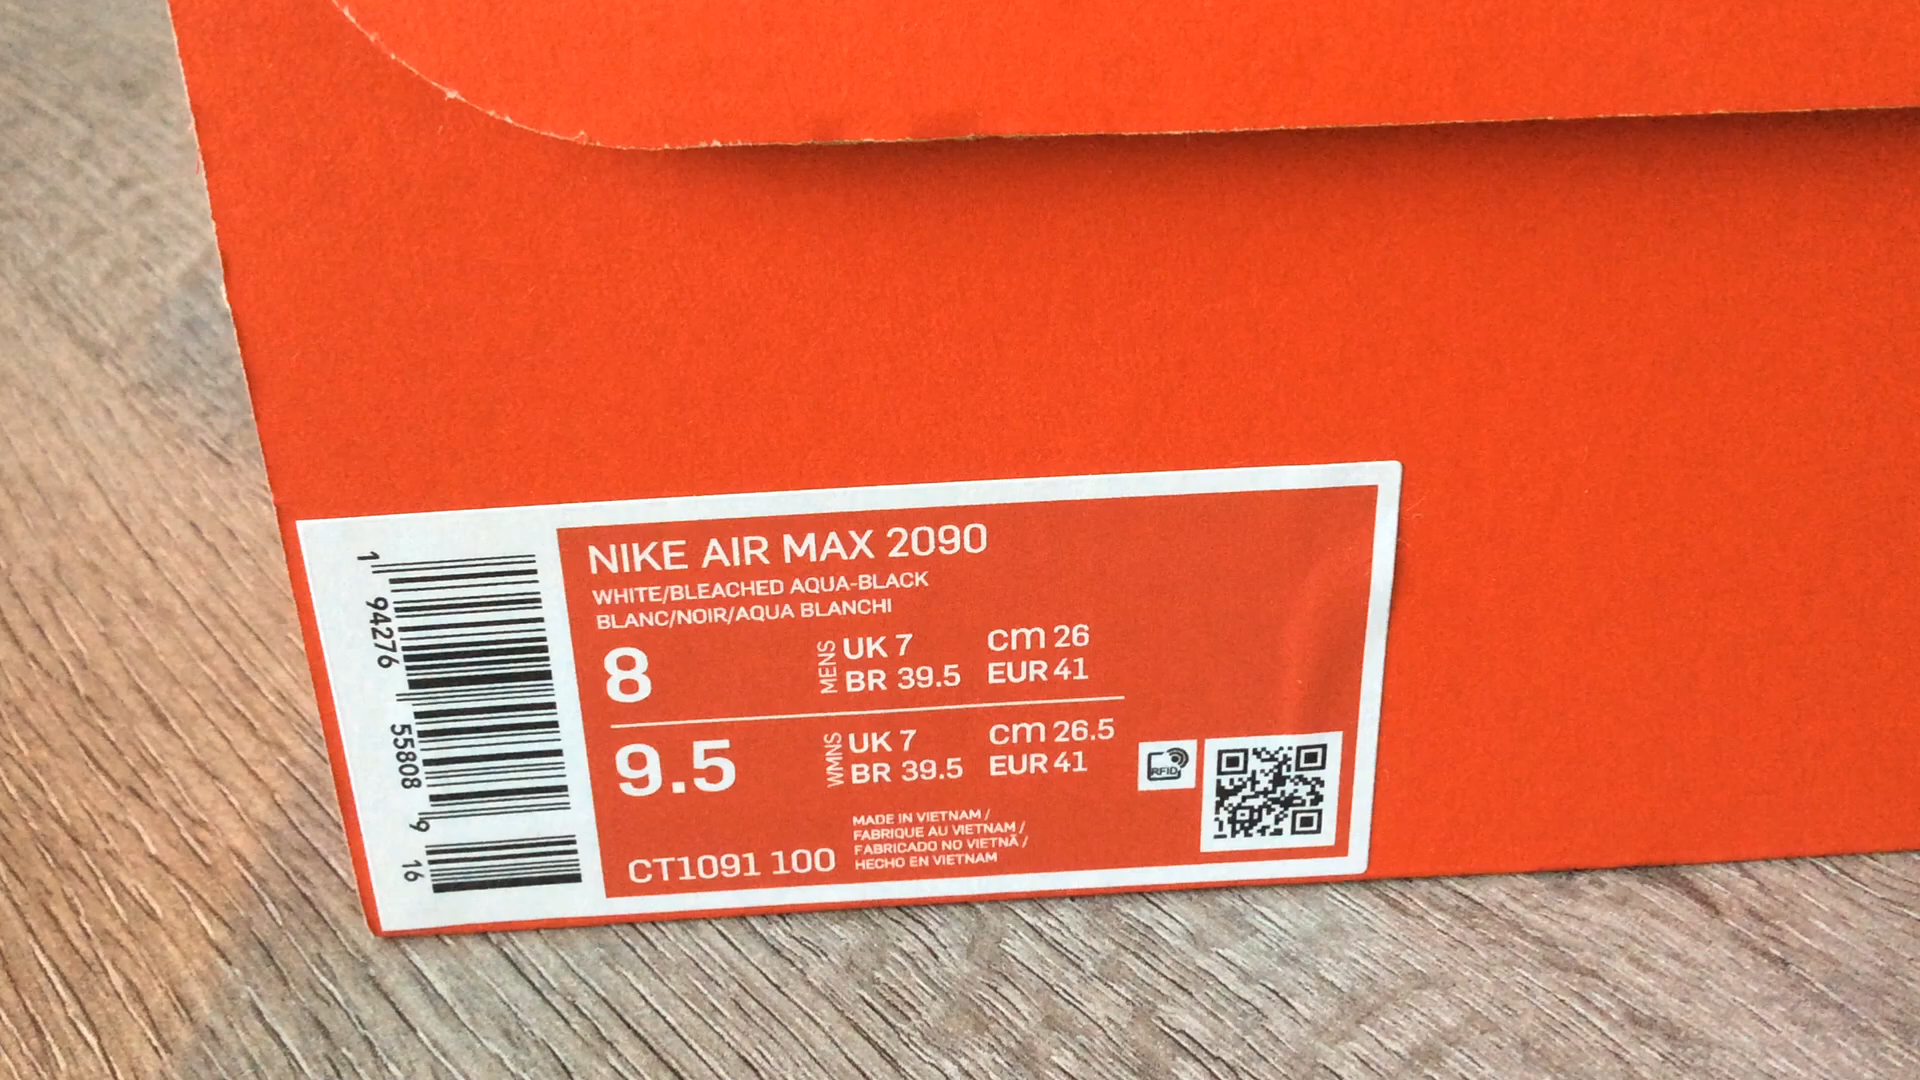 NIKE AIR MAX 2090
WHITE/BLEACHED AQUA-BLACK
BLANC/NOIR/AQUA BLANCHI
8
MENS
UK 7 cm 26
BR 39.5 EUR 41
9.5
WMNS
UK 7 cm 26.5
BR 39.5 EUR 41
RFID
CT1091 100
MADE IN VIETNAM /
FABRIQUE AU VIETNAM /
FABRICADO NO VIETNÃ /
HECHO EN VIETNAM
1 94276 55808 9 16